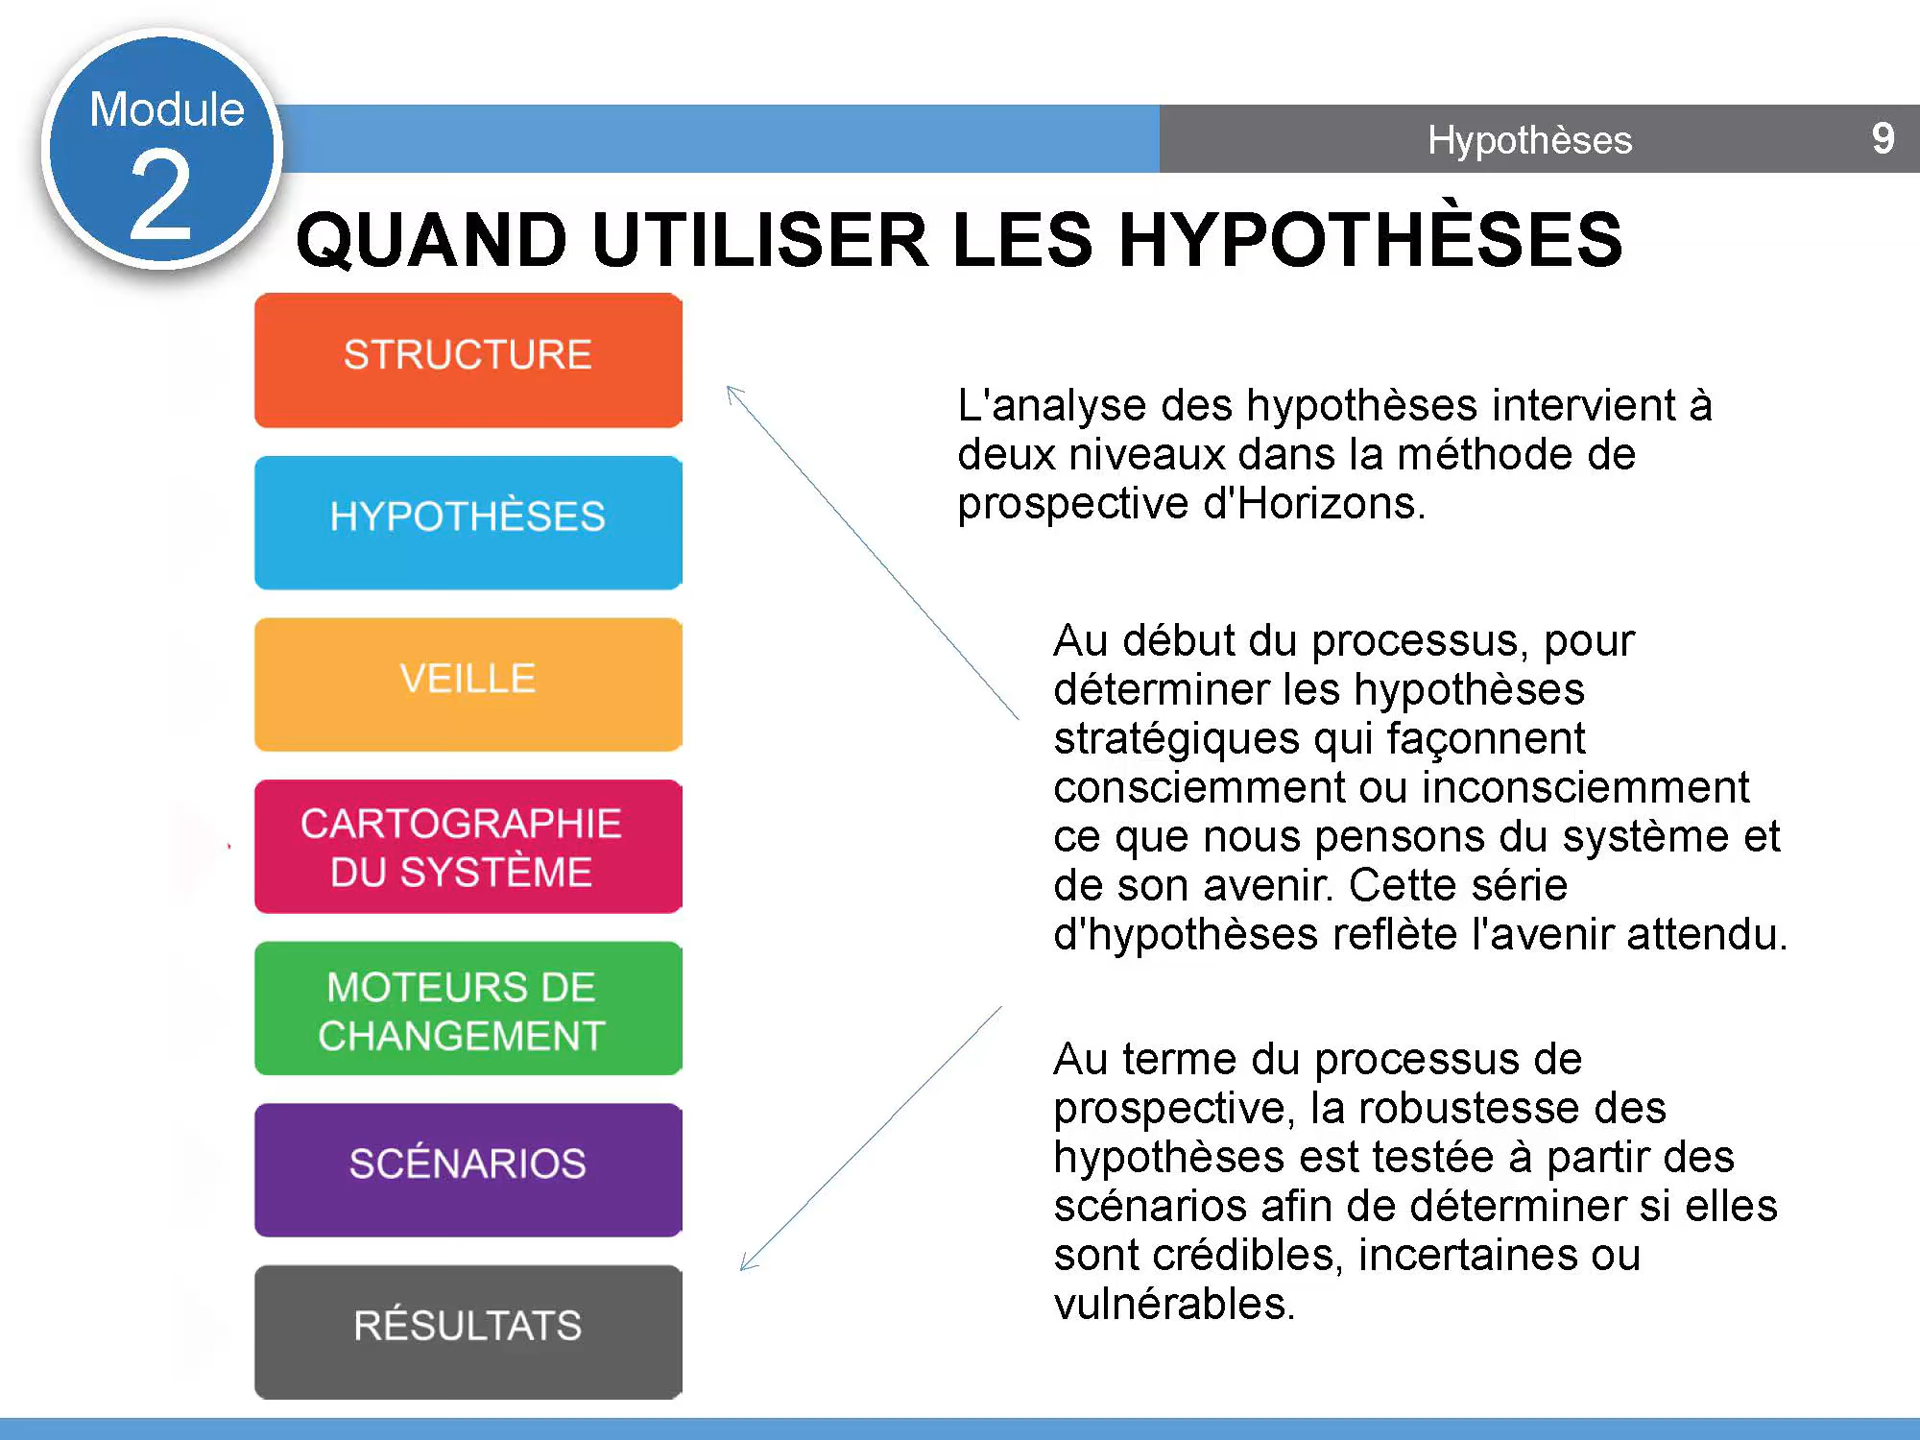 Module
2
Hypothèses
9
QUAND UTILISER LES HYPOTHÈSES
STRUCTURE
HYPOTHÈSES
VEILLE
CARTOGRAPHIE
DU SYSTÈME
MOTEURS DE
CHANGEMENT
SCÉNARIOS
RÉSULTATS
L'analyse des hypothèses intervient à
deux niveaux dans la méthode de
prospective d'Horizons.
Au début du processus, pour
déterminer les hypothèses
stratégiques qui façonnent
consciemment ou inconsciemment
ce que nous pensons du système et
de son avenir. Cette série
d'hypothèses reflète l'avenir attendu.
Au terme du processus de
prospective, la robustesse des
hypothèses est testée à partir des
scénarios afin de déterminer si elles
sont crédibles, incertaines ou
vulnérables.